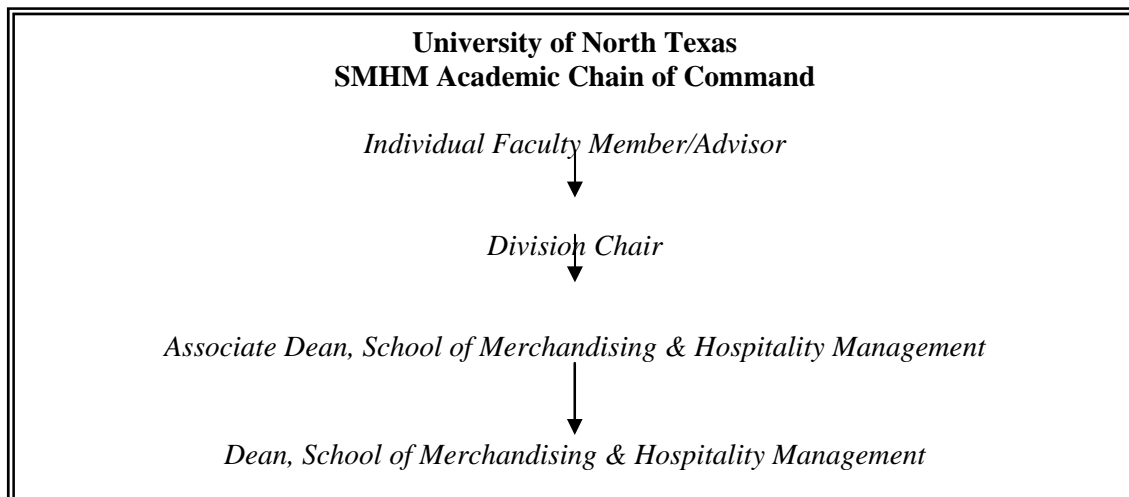 University of North Texas
SMHM Academic Chain of Command
Individual Faculty Member/Advisor
Division Chair
Associate Dean, School of Merchandising & Hospitality Management
Dean, School of Merchandising & Hospitality Management